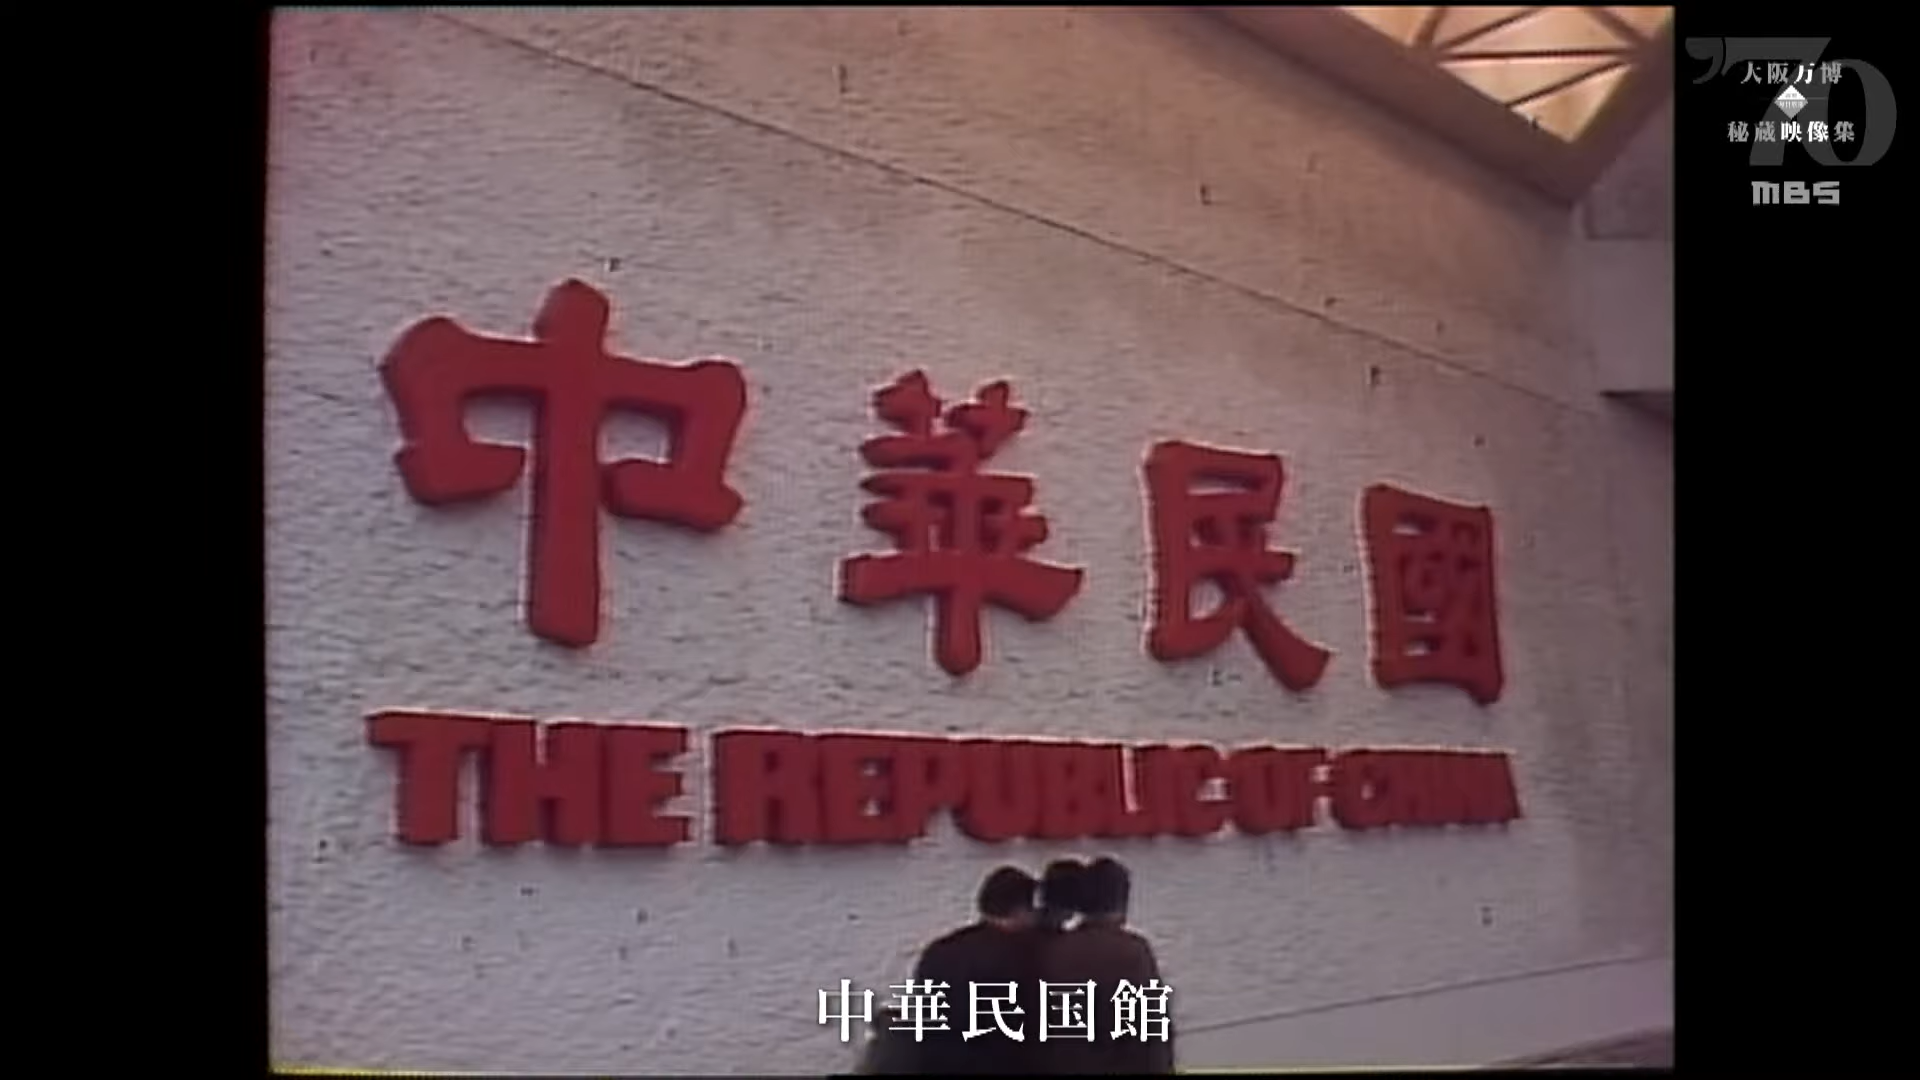 中華民國
THE REPUBLIC OF CHINA
中華民国館
'70
大阪万博
秘蔵映像集
MBS